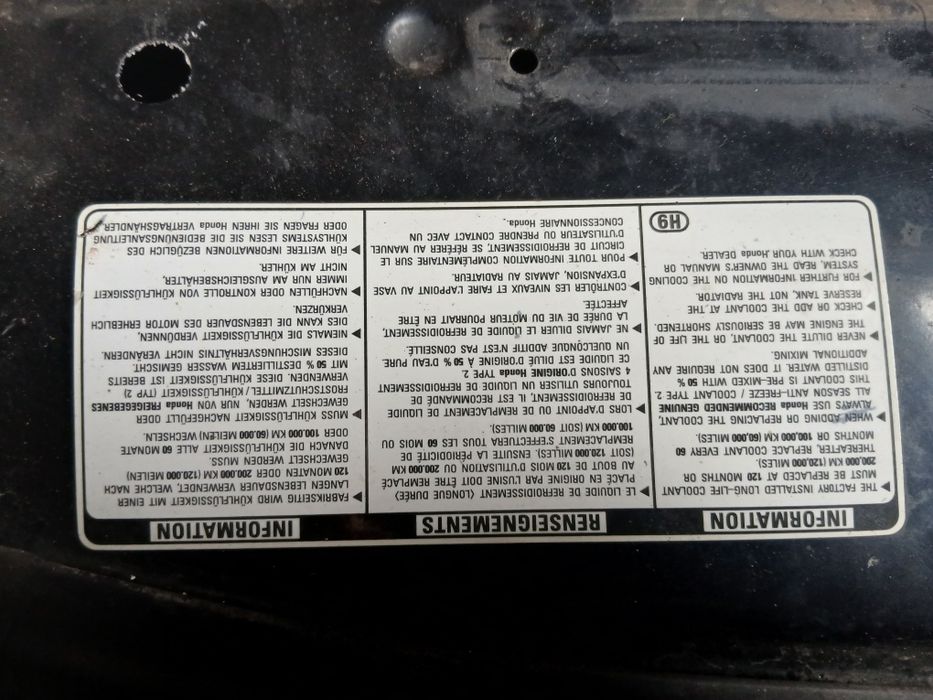 INFORMATION
▶ THE FACTORY INSTALLED LONG-LIFE COOLANT
MUST BE REPLACED AT 120 MONTHS OR
200,000 KM (120,000 MILES).
THEREAFTER, REPLACE COOLANT EVERY 60
MONTHS OR 100,000 KM (60,000 MILES).
▶ WHEN ADDING OR REPLACING THE COOLANT,
ALWAYS USE Honda RECOMMENDED GENUINE
ALL SEASON ANTI-FREEZE / COOLANT TYPE 2.
THIS COOLANT IS PRE-MIXED WITH 50 %
DISTILLED WATER. IT DOES NOT REQUIRE ANY
ADDITIONAL MIXING.
▶ NEVER DILUTE THE COOLANT, OR THE LIFE OF
THE ENGINE MAY BE SERIOUSLY SHORTENED.
▶ CHECK OR ADD THE COOLANT, AT THE
RESERVE TANK, NOT THE RADIATOR.
▶ FOR FURTHER INFORMATION ON THE COOLING
SYSTEM, READ THE OWNER'S MANUAL OR
CHECK WITH YOUR Honda DEALER.
H9
RENSEIGNEMENTS
▶ LE LIQUIDE DE REFROIDISSEMENT (LONGUE DURÉE)
PLACÉ EN ORIGINE PAR L'USINE DOIT ÊTRE REMPLACÉ
AU BOUT DE 120 MOIS D'UTILISATION OU 200.000 KM
(SOIT 120.000 MILLES). ENSUITE LA PÉRIODICITÉ DE
REMPLACEMENT S'EFFECTUERA TOUS LES 60 MOIS OU
100.000 KM (SOIT 60.000 MILLES).
▶ LORS D'APPOINT OU DE REMPLACEMENT DE LIQUIDE
DE REFROIDISSEMENT, IL EST RECOMMANDÉ DE
TOUJOURS UTILISER UN LIQUIDE DE REFROIDISSEMENT
4 SAISONS D'ORIGINE Honda TYPE 2.
CE LIQUIDE EST DILUÉ D'ORIGINE À 50 % D'EAU PURE
UN QUELCONQUE ADDITIF N'EST PAS CONSEILLÉ.
▶ NE JAMAIS DILUER LE LIQUIDE DE REFROIDISSEMENT,
LA DURÉE DE VIE DU MOTEUR POURRAIT EN ÊTRE
AFFECTÉE.
▶ CONTRÔLER LES NIVEAUX ET FAIRE L'APPOINT AU VASE
D'EXPANSION, JAMAIS AU RADIATEUR.
▶ POUR TOUTE INFORMATION COMPLÉMENTAIRE SUR LE
CIRCUIT DE REFROIDISSEMENT, SE RÉFÉRER AU MANUEL
D'UTILISATEUR OU PRENDRE CONTACT AVEC UN
CONCESSIONNAIRE Honda.
INFORMATION
▶ FABRIKSEITIG WIRD KÜHLFLÜSSIGKEIT MIT EINER
LANGEN LEBENSDAUER VERWENDET, WELCHE NACH
120 MONATEN ODER 200.000 KM (120.000 MEILEN)
GEWECHSELT WERDEN MUSS.
DANACH DIE KÜHLFLÜSSIGKEIT ALLE 60 MONATE
ODER 100.000 KM (60.000 MEILEN) WECHSELN.
▶ MUSS KÜHLFLÜSSIGKEIT NACHGEFÜLLT ODER
GEWECHSELT WERDEN, NUR VON Honda FREIGEGEBENES
FROSTSCHUTZMITTEL / KÜHLFLÜSSIGKEIT (TYP 2)
VERWENDEN. DIESE KÜHLFLÜSSIGKEIT IST BEREITS
MIT 50 % DESTILLIERTEM WASSER GEMISCHT.
DIESES MISCHUNGSVERHÄLTNIS NICHT VERÄNDERN.
▶ NIEMALS DIE KÜHLFLÜSSIGKEIT VERDÜNNEN,
DIES KANN DIE LEBENSDAUER DES MOTOR ERHEBLICH
VERKÜRZEN.
▶ NACHFÜLLEN ODER KONTROLLE VON KÜHLFLÜSSIGKEIT
IMMER NUR AM AUSGLEICHSBEHÄLTER,
NICHT AM KÜHLER.
▶ FÜR WEITERE INFORMATIONEN BEZÜGLICH DES
KÜHLSYSTEMS LESEN SIE DIE BEDIENUNGSANLEITUNG
ODER FRAGEN SIE IHREN Honda VERTRAGSHÄNDLER.